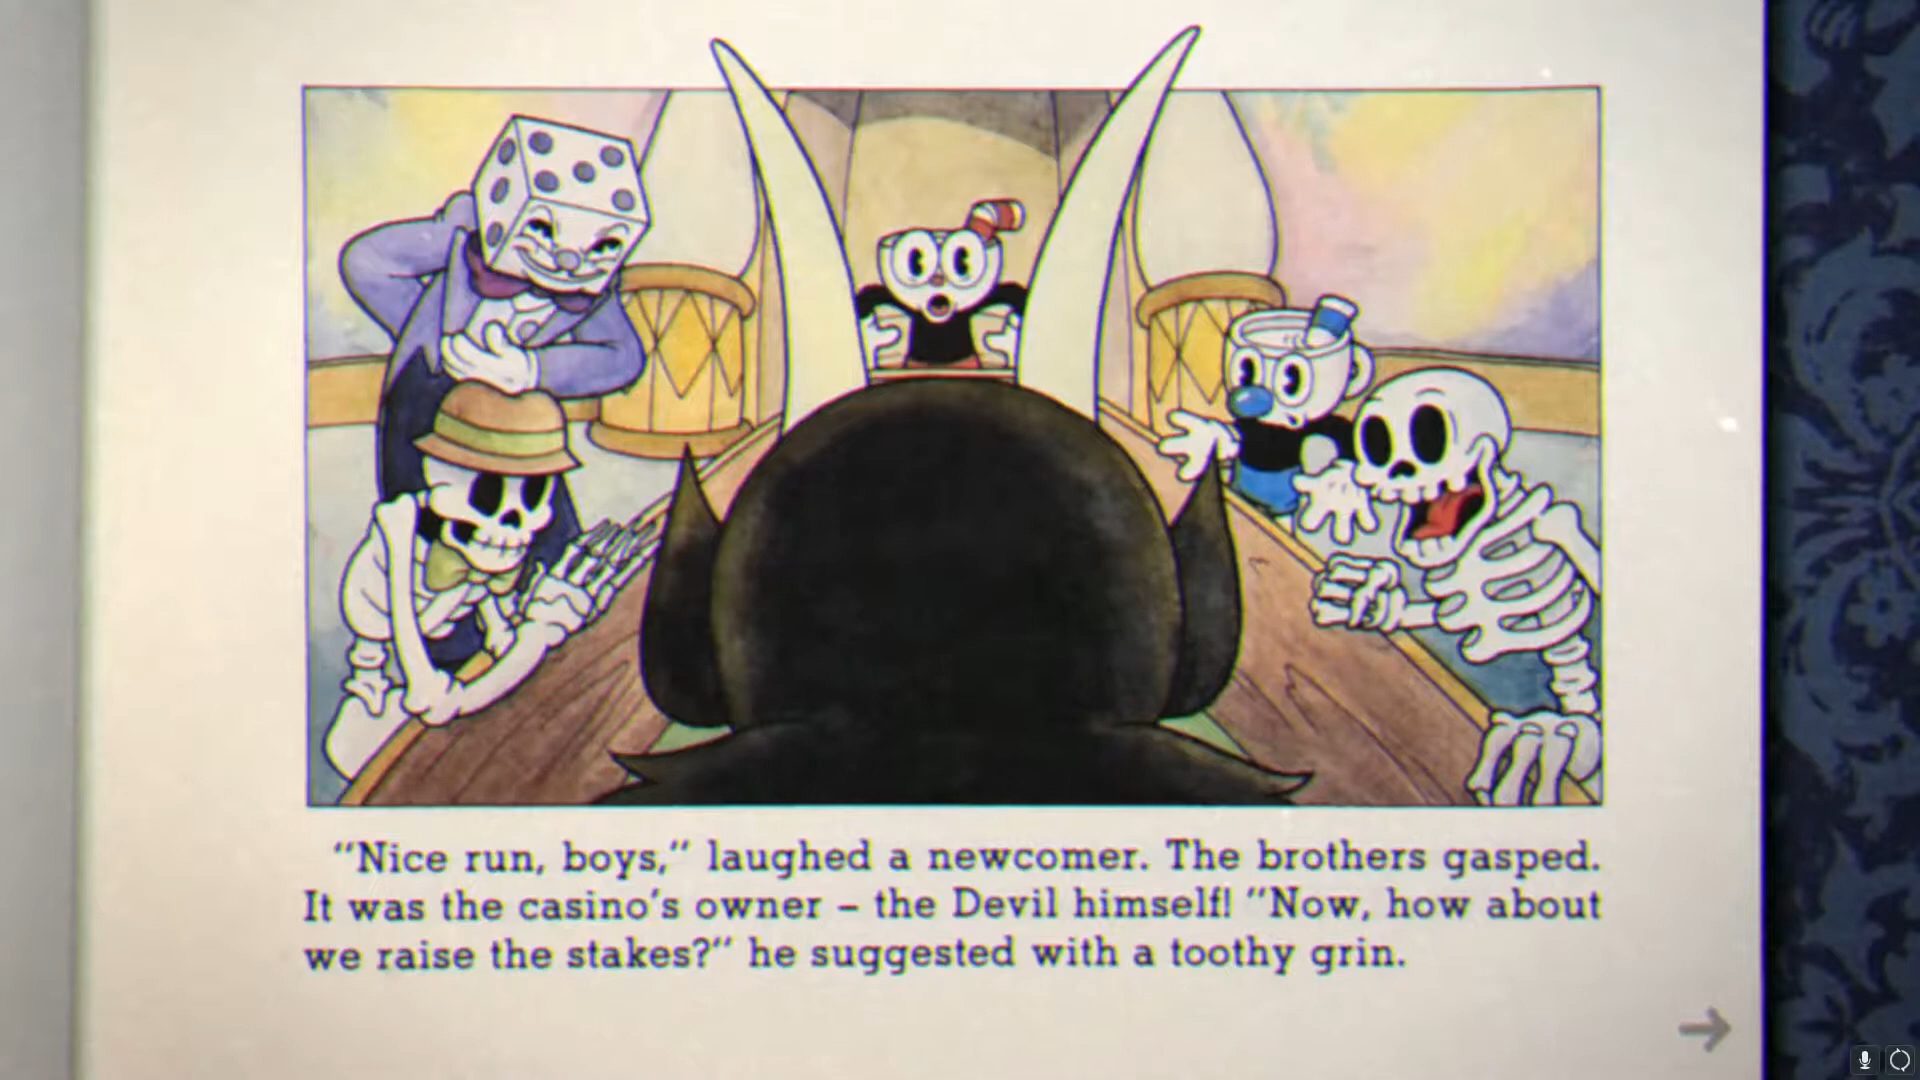 “Nice run, boys,” laughed a newcomer. The brothers gasped.
It was the casino’s owner – the Devil himself! “Now, how about
we raise the stakes?” he suggested with a toothy grin.